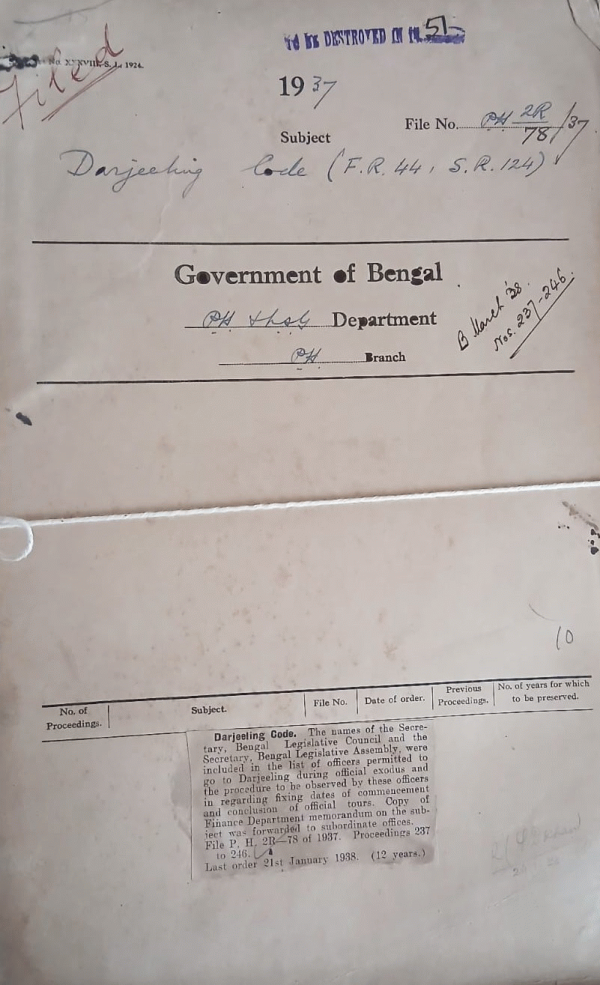 Filed
No. XXXVIII, S. L. 1924.
TO BE DESTROYED IN 1951
1937
File No. PH 2R/78/37
Subject
Darjeeling Code (F.R. 44, S.R. 124)
Government of Bengal
PH & LSG Department
PH Branch
B March '38.
Nos. 237-246.
10
No. of Proceedings.
Subject.
File No.
Date of order.
Previous Proceedings.
No. of years for which to be preserved.
Darjeeling Code. The names of the Secre-
tary, Bengal Legislative Council and the
Secretary, Bengal Legislative Assembly, were
included in the list of officers permitted to
go to Darjeeling during official exodus and
the procedure to be observed by these officers
in regarding fixing dates of commencement
and conclusion of official tours. Copy of
Finance Department memorandum on the sub-
ject was forwarded to subordinate offices.
File P. H. 2R—78 of 1937. Proceedings 237
to 246.
Last order 21st January 1938. (12 years.)